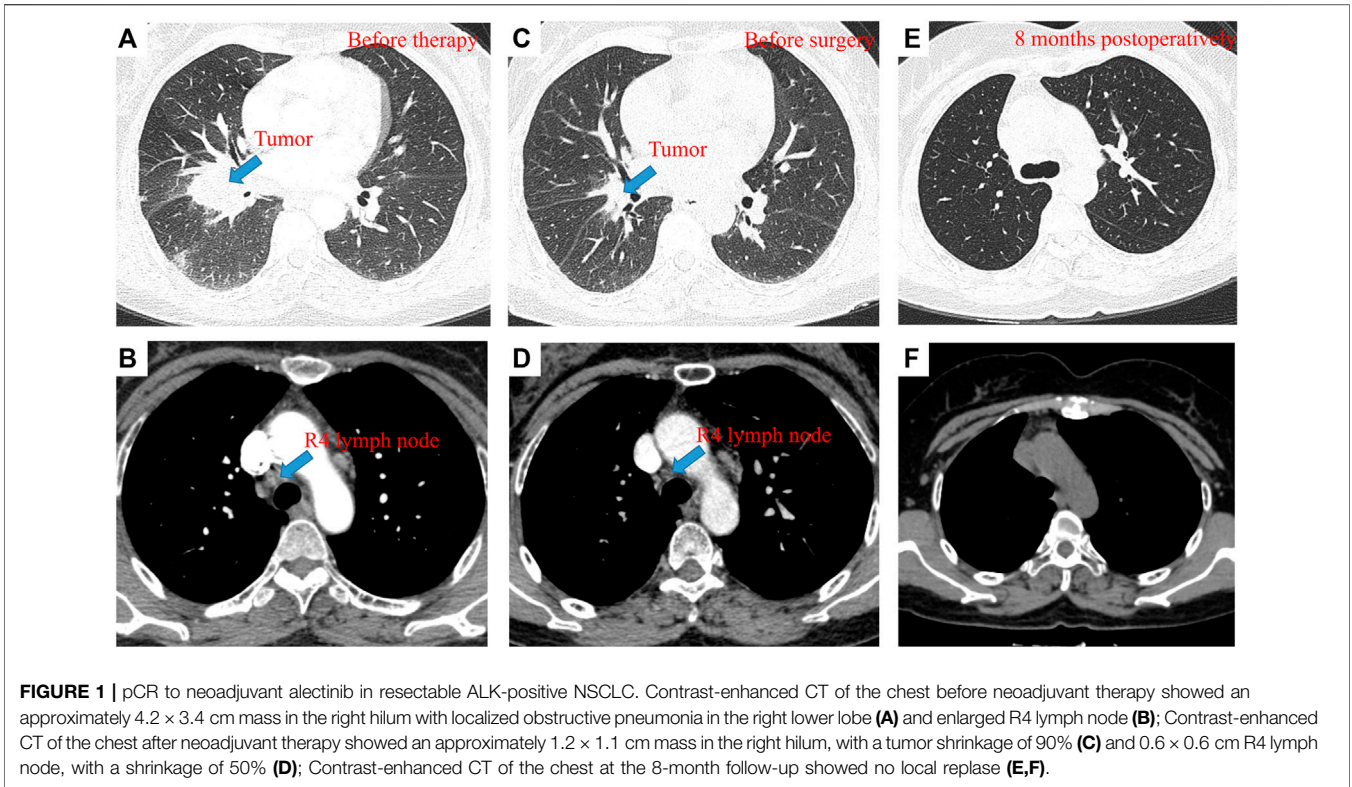 A
Before therapy
Tumor
C
Before surgery
Tumor
E
8 months postoperatively
B
R4 lymph node
D
R4 lymph node
F
FIGURE 1 | pCR to neoadjuvant alectinib in resectable ALK-positive NSCLC. Contrast-enhanced CT of the chest before neoadjuvant therapy showed an
approximately 4.2 × 3.4 cm mass in the right hilum with localized obstructive pneumonia in the right lower lobe (A) and enlarged R4 lymph node (B); Contrast-enhanced
CT of the chest after neoadjuvant therapy showed an approximately 1.2 × 1.1 cm mass in the right hilum, with a tumor shrinkage of 90% (C) and 0.6 × 0.6 cm R4 lymph
node, with a shrinkage of 50% (D); Contrast-enhanced CT of the chest at the 8-month follow-up showed no local replase (E,F).